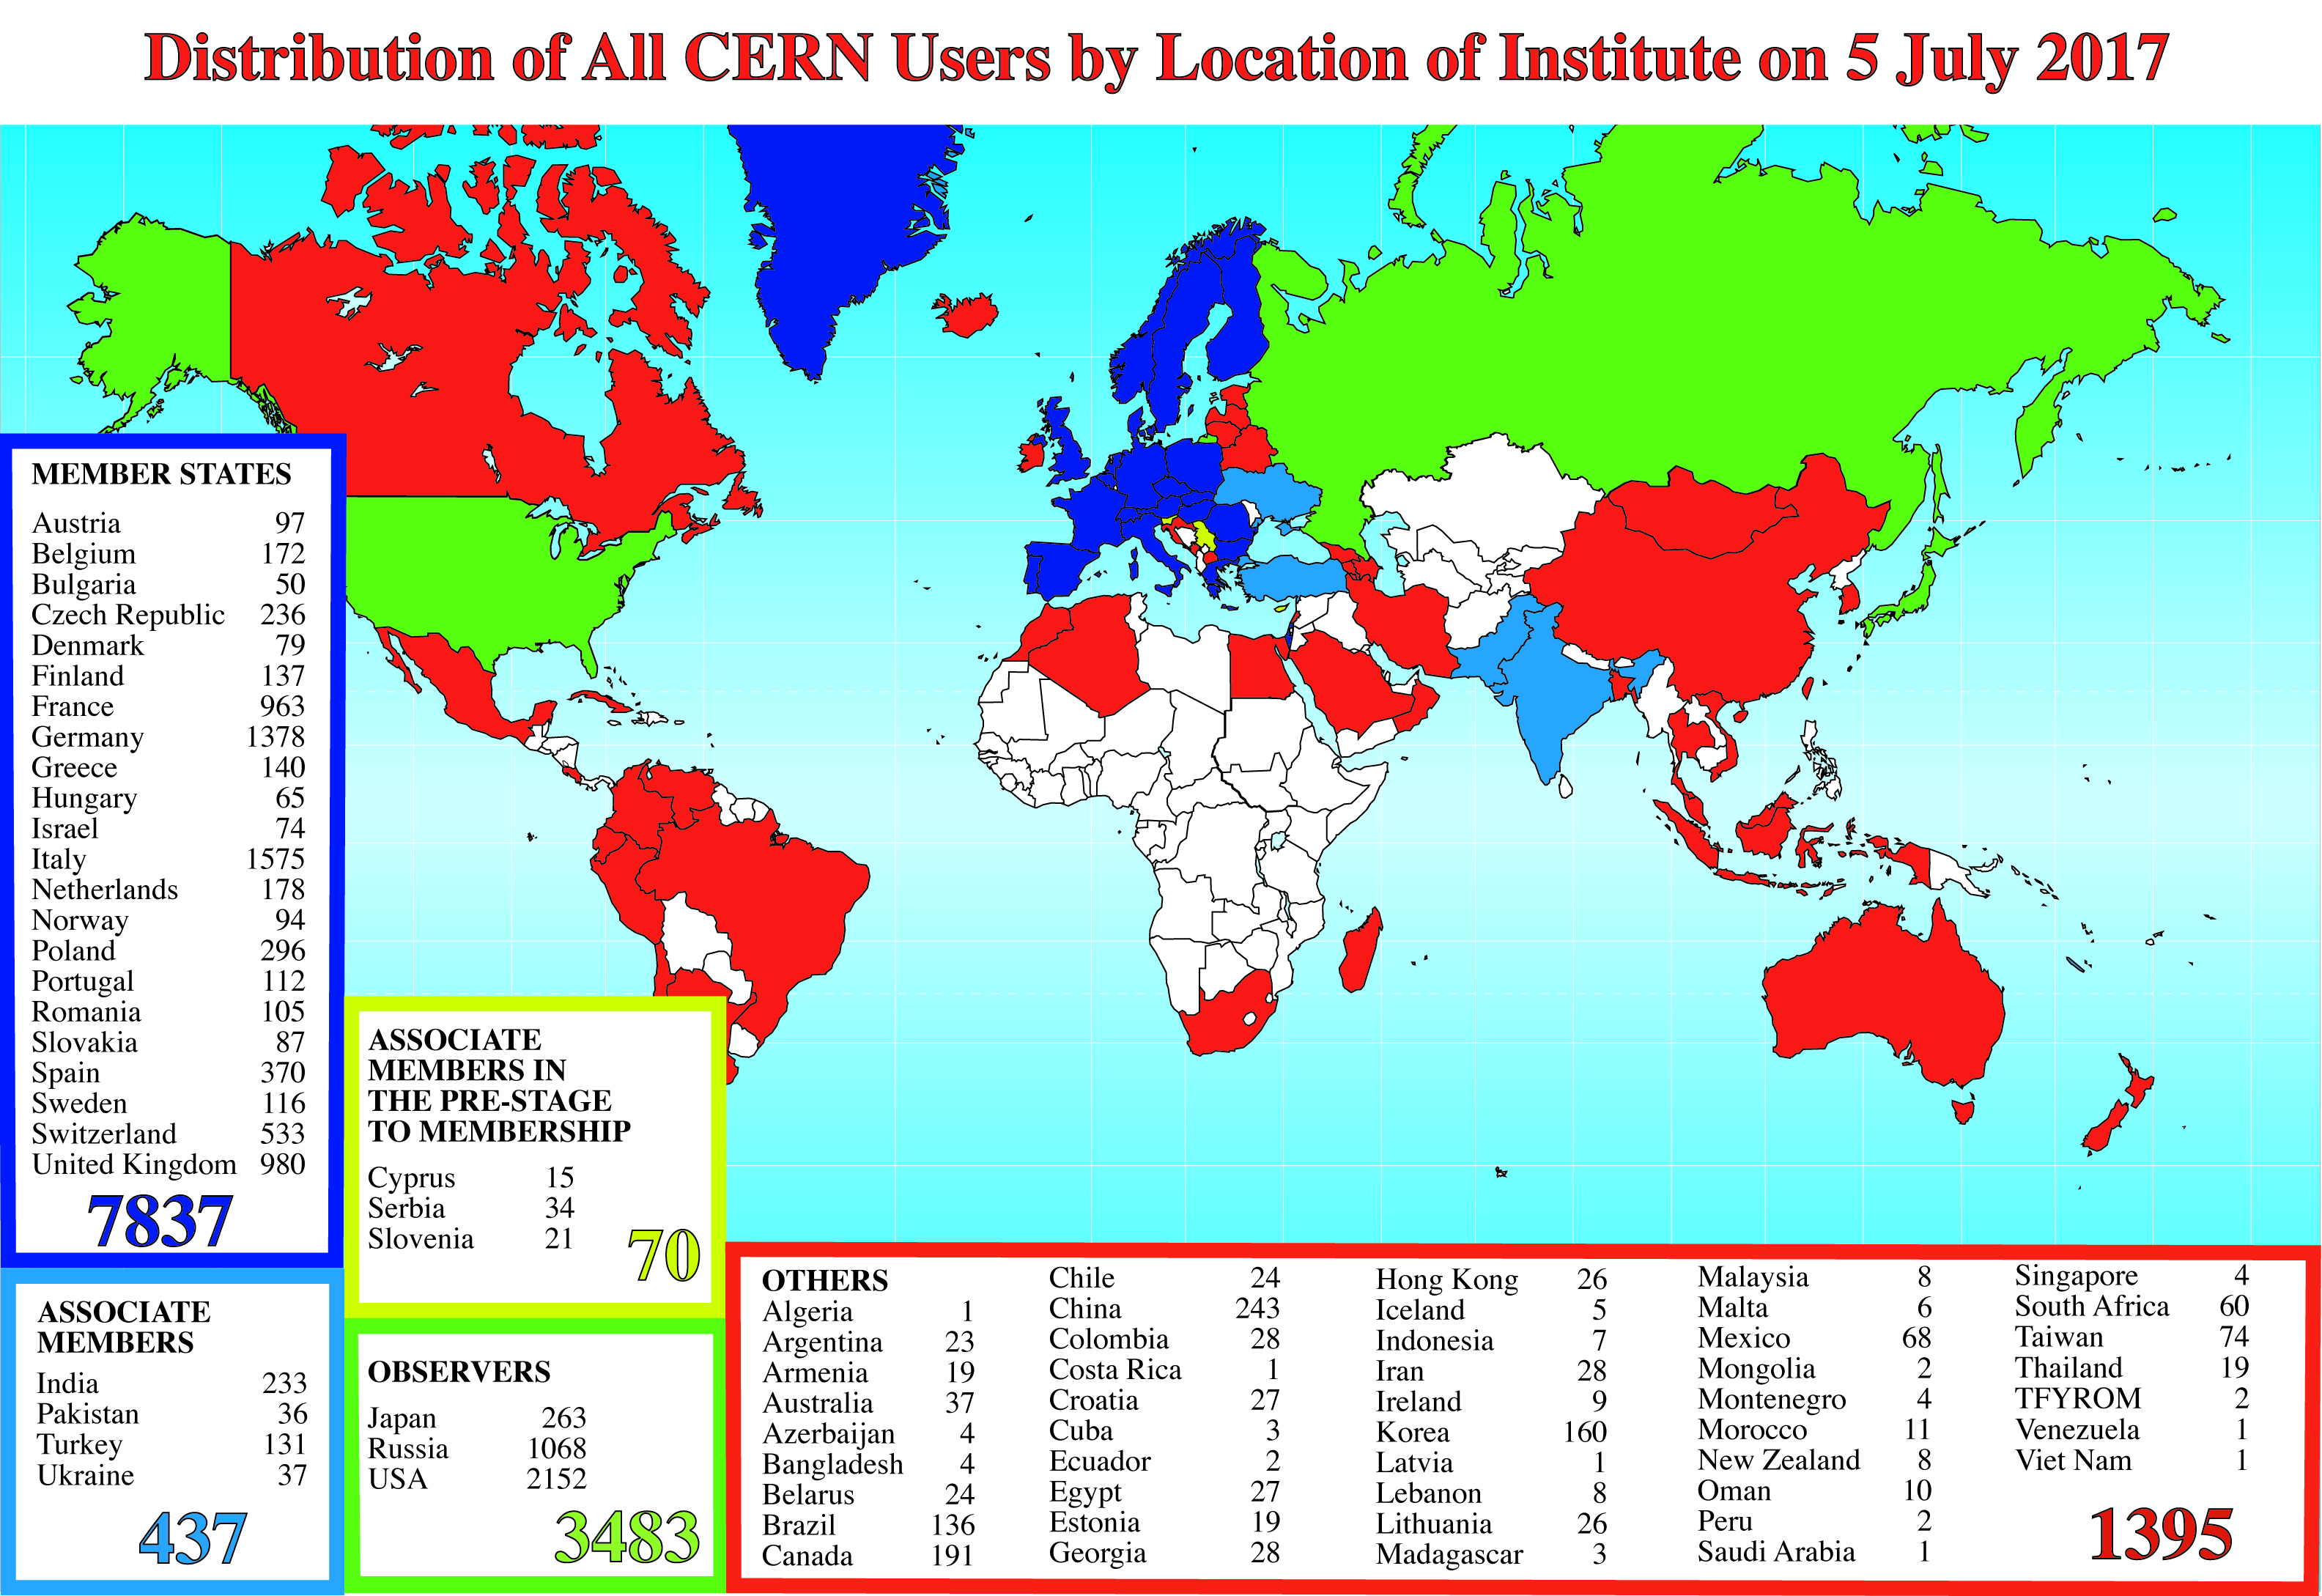 Distribution of All CERN Users by Location of Institute on 5 July 2017
MEMBER STATES
Austria 97
Belgium 172
Bulgaria 50
Czech Republic 236
Denmark 79
Finland 137
France 963
Germany 1378
Greece 140
Hungary 65
Israel 74
Italy 1575
Netherlands 178
Norway 94
Poland 296
Portugal 112
Romania 105
Slovakia 87
Spain 370
Sweden 116
Switzerland 533
United Kingdom 980
7837
ASSOCIATE
MEMBERS
India 233
Pakistan 36
Turkey 131
Ukraine 37
437
ASSOCIATE
MEMBERS IN
THE PRE-STAGE
TO MEMBERSHIP
Cyprus 15
Serbia 34
Slovenia 21
70
OBSERVERS
Japan 263
Russia 1068
USA 2152
3483
OTHERS
Algeria 1
Argentina 23
Armenia 19
Australia 37
Azerbaijan 4
Bangladesh 4
Belarus 24
Brazil 136
Canada 191
Chile 24
China 243
Colombia 28
Costa Rica 1
Croatia 27
Cuba 3
Ecuador 2
Egypt 27
Estonia 19
Georgia 28
Hong Kong 26
Iceland 5
Indonesia 7
Iran 28
Ireland 9
Korea 160
Latvia 1
Lebanon 8
Lithuania 26
Madagascar 3
Malaysia 8
Malta 6
Mexico 68
Mongolia 2
Montenegro 4
Morocco 11
New Zealand 8
Oman 10
Peru 2
Saudi Arabia 1
Singapore 4
South Africa 60
Taiwan 74
Thailand 19
TFYROM 2
Venezuela 1
Viet Nam 1
1395